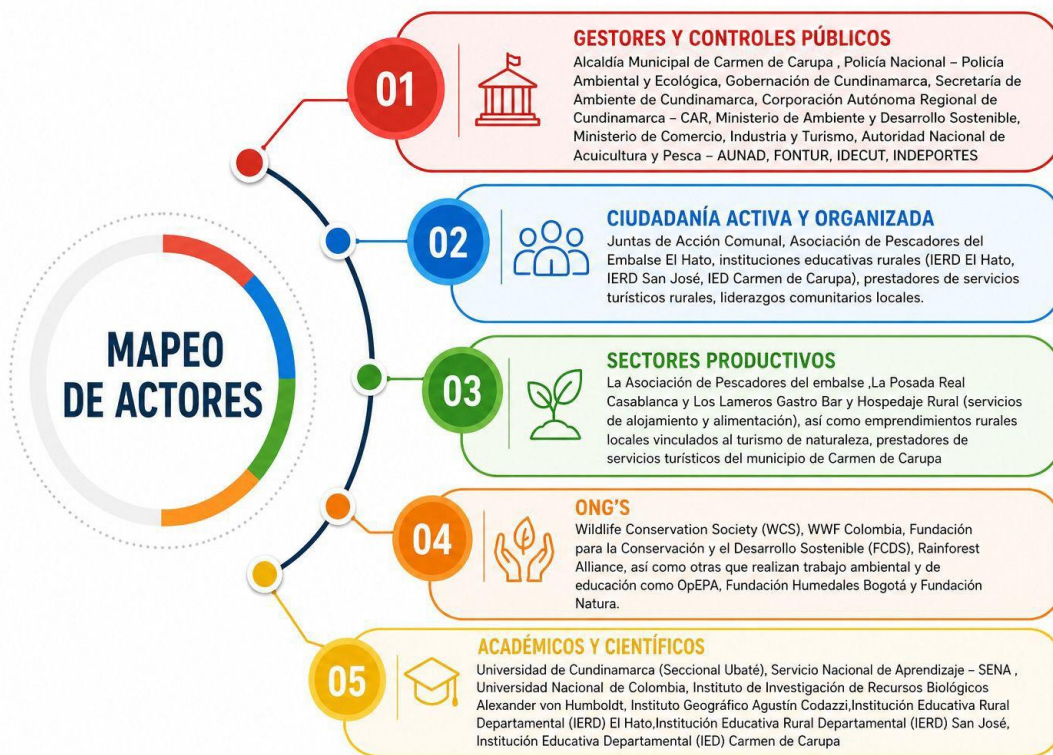 MAPEO
DE ACTORES
01
GESTORES Y CONTROLES PÚBLICOS
Alcaldía Municipal de Carmen de Carupa , Policía Nacional – Policía
Ambiental y Ecológica, Gobernación de Cundinamarca, Secretaría de
Ambiente de Cundinamarca, Corporación Autónoma Regional de
Cundinamarca – CAR, Ministerio de Ambiente y Desarrollo Sostenible,
Ministerio de Comercio, Industria y Turismo, Autoridad Nacional de
Acuicultura y Pesca – AUNAD, FONTUR, IDECUT, INDEPORTES
02
CIUDADANÍA ACTIVA Y ORGANIZADA
Juntas de Acción Comunal, Asociación de Pescadores del
Embalse El Hato, instituciones educativas rurales (IERD El Hato,
IERD San José, IED Carmen de Carupa), prestadores de servicios
turísticos rurales, liderazgos comunitarios locales.
03
SECTORES PRODUCTIVOS
La Asociación de Pescadores del embalse ,La Posada Real
Casablanca y Los Lameros Gastro Bar y Hospedaje Rural (servicios
de alojamiento y alimentación), así como emprendimientos rurales
locales vinculados al turismo de naturaleza, prestadores de
servicios turísticos del municipio de Carmen de Carupa
04
ONG'S
Wildlife Conservation Society (WCS), WWF Colombia, Fundación
para la Conservación y el Desarrollo Sostenible (FCDS), Rainforest
Alliance, así como otras que realizan trabajo ambiental y de
educación como OpEPA, Fundación Humedales Bogotá y Fundación
Natura.
05
ACADÉMICOS Y CIENTÍFICOS
Universidad de Cundinamarca (Seccional Ubaté), Servicio Nacional de Aprendizaje – SENA ,
Universidad Nacional de Colombia, Instituto de Investigación de Recursos Biológicos
Alexander von Humboldt, Instituto Geográfico Agustín Codazzi,Institución Educativa Rural
Departamental (IERD) El Hato,Institución Educativa Rural Departamental (IERD) San José,
Institución Educativa Departamental (IED) Carmen de Carupa